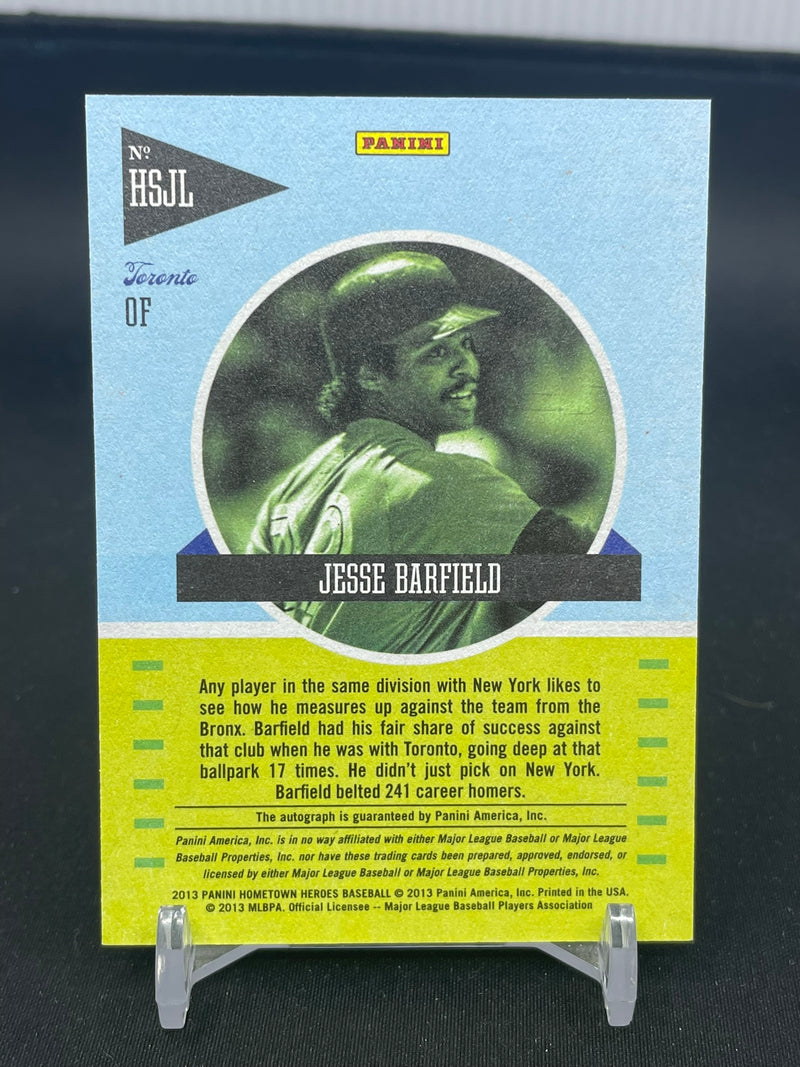 PANINI
Nº
HSJL
Toronto
OF
JESSE BARFIELD
Any player in the same division with New York likes to
see how he measures up against the team from the
Bronx. Barfield had his fair share of success against
that club when he was with Toronto, going deep at that
ballpark 17 times. He didn't just pick on New York.
Barfield belted 241 career homers.
The autograph is guaranteed by Panini America, Inc.
Panini America, Inc. is in no way affiliated with either Major League Baseball or Major League
Baseball Properties, Inc. nor have these trading cards been prepared, approved, endorsed, or
licensed by either Major League Baseball or Major League Baseball Properties, Inc.
2013 PANINI HOMETOWN HEROES BASEBALL © 2013 Panini America, Inc. Printed in the USA.
© 2013 MLBPA. Official Licensee -- Major League Baseball Players Association